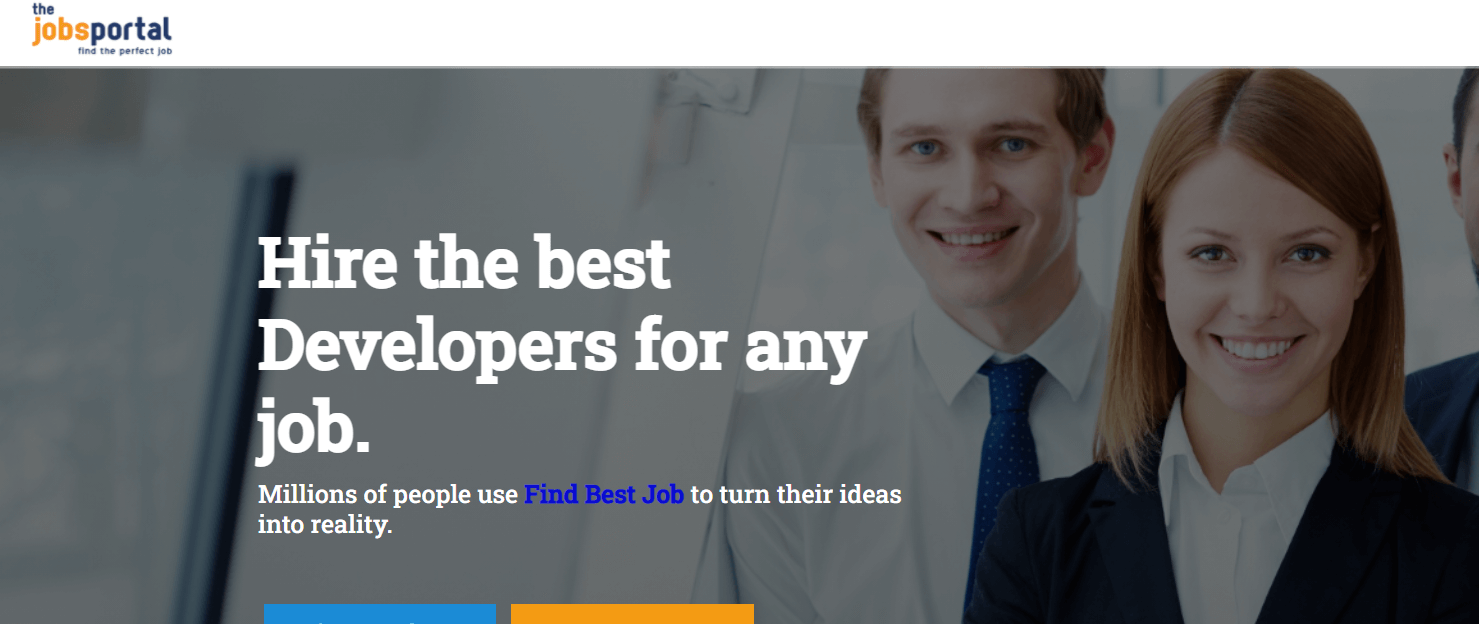 the
jobsportal
find the perfect job
Hire the best
Developers for any
job.
Millions of people use Find Best Job to turn their ideas
into reality.